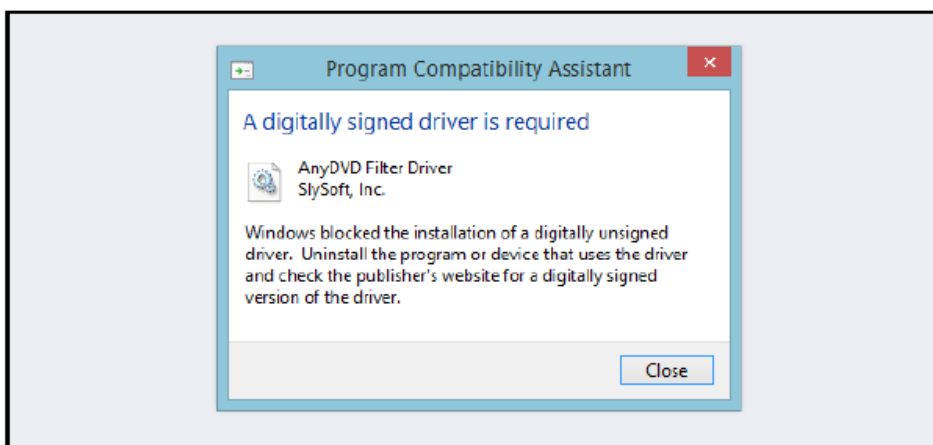 Program Compatibility Assistant
A digitally signed driver is required
AnyDVD Filter Driver
SlySoft, Inc.
Windows blocked the installation of a digitally unsigned
driver. Uninstall the program or device that uses the driver
and check the publisher's website for a digitally signed
version of the driver.
Close